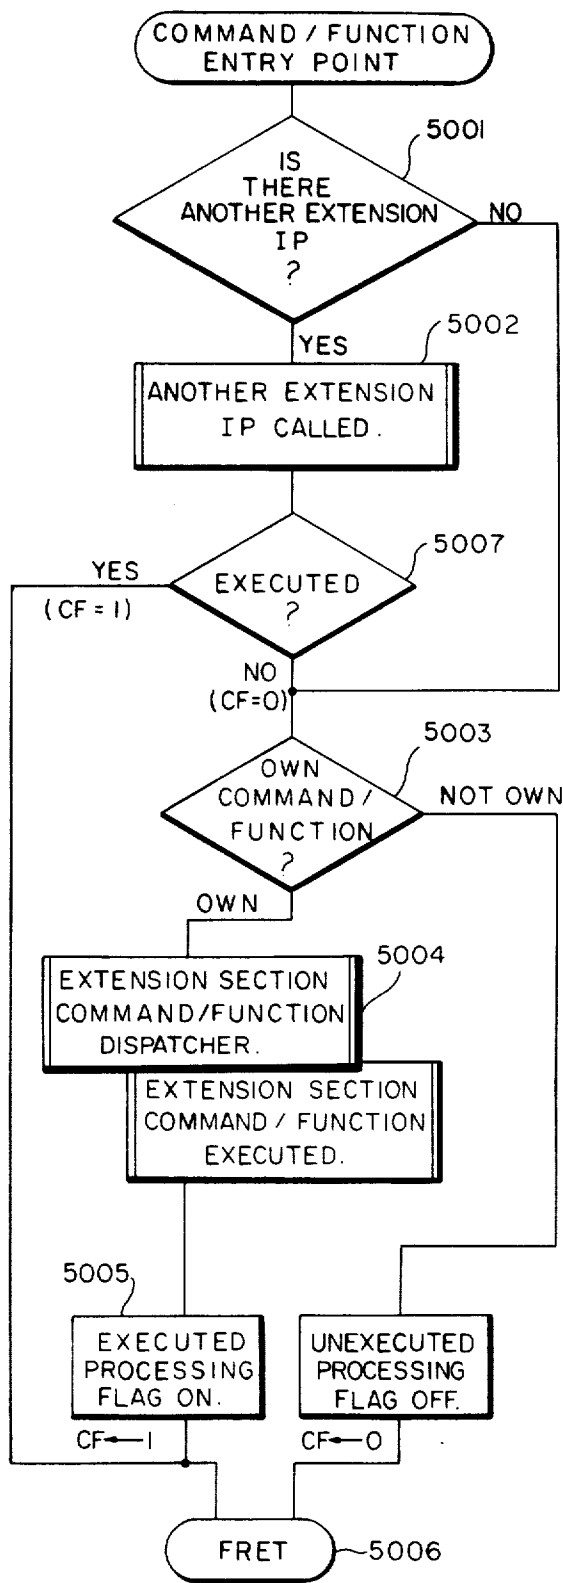 COMMAND / FUNCTION
ENTRY POINT
5001
IS
THERE
ANOTHER EXTENSION
IP
?
NO
YES
5002
ANOTHER EXTENSION
IP CALLED.
5007
YES
(CF=1)
EXECUTED
?
NO
(CF=0)
5003
OWN
COMMAND/
FUNCTION
?
NOT OWN
OWN
5004
EXTENSION SECTION
COMMAND/FUNCTION
DISPATCHER.
EXTENSION SECTION
COMMAND/ FUNCTION
EXECUTED.
5005
EXECUTED
PROCESSING
FLAG ON.
UNEXECUTED
PROCESSING
FLAG OFF.
CF←1
CF←0
FRET
5006